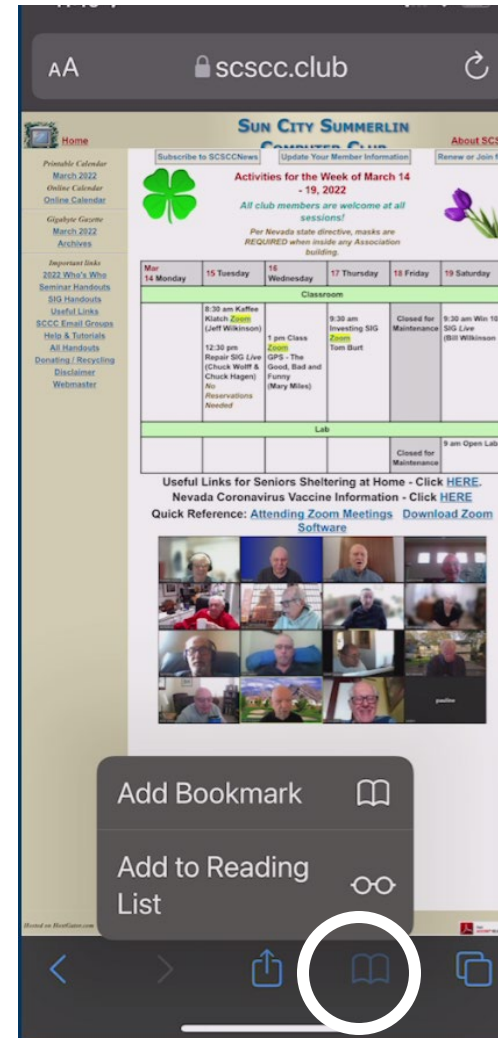 AA scscc.club
SUN CITY SUMMERLIN
COMPUTER CLUB
Home
About SCS
Subscribe to SCSCCNews
Update Your Member Information
Renew or Join
Printable Calendar
March 2022
Online Calendar
Online Calendar
Gigabyte Gazette
March 2022
Archives
Important links
2022 Who's Who
Seminar Handouts
SIG Handouts
Useful Links
SCCC Email Groups
Help & Tutorials
All Handouts
Donating / Recycling
Disclaimer
Webmaster
Activities for the Week of March 14
- 19, 2022
All club members are welcome at all
sessions!
Per Nevada state directive, masks are
REQUIRED when inside any Association
building.
Mar
14 Monday
15 Tuesday
16
Wednesday
17 Thursday
18 Friday
19 Saturday
Classroom
8:30 am Kaffee
Klatch Zoom
(Jeff Wilkinson)
12:30 pm
Repair SIG Live
(Chuck Wolff &
Chuck Hagen)
No
Reservations
Needed
1 pm Class
Zoom
GPS - The
Good, Bad and
Funny
(Mary Miles)
9:30 am
Investing SIG
Zoom
Tom Burt
Closed for
Maintenance
9:30 am Win 10
SIG Live
(Bill Wilkinson
Lab
Closed for
Maintenance
9 am Open Lab
Useful Links for Seniors Sheltering at Home - Click HERE.
Nevada Coronavirus Vaccine Information - Click HERE
Quick Reference: Attending Zoom Meetings Download Zoom
Software
pauline
Add Bookmark
Add to Reading
List
Hosted on HostGator.com